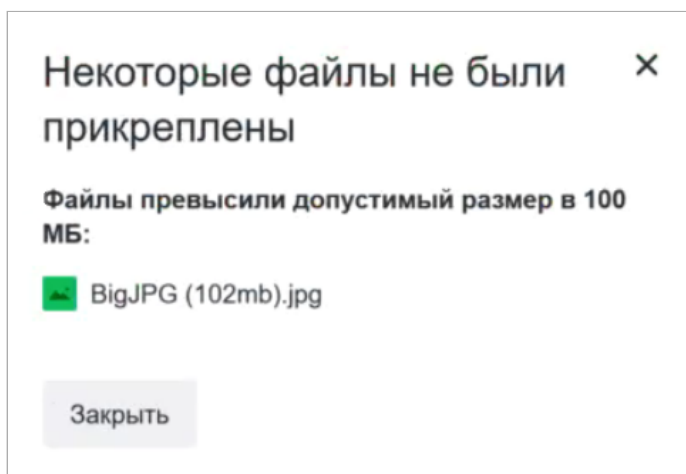 Некоторые файлы не были
прикреплены
Файлы превысили допустимый размер в 100
МБ:
BigJPG (102mb).jpg
Закрыть